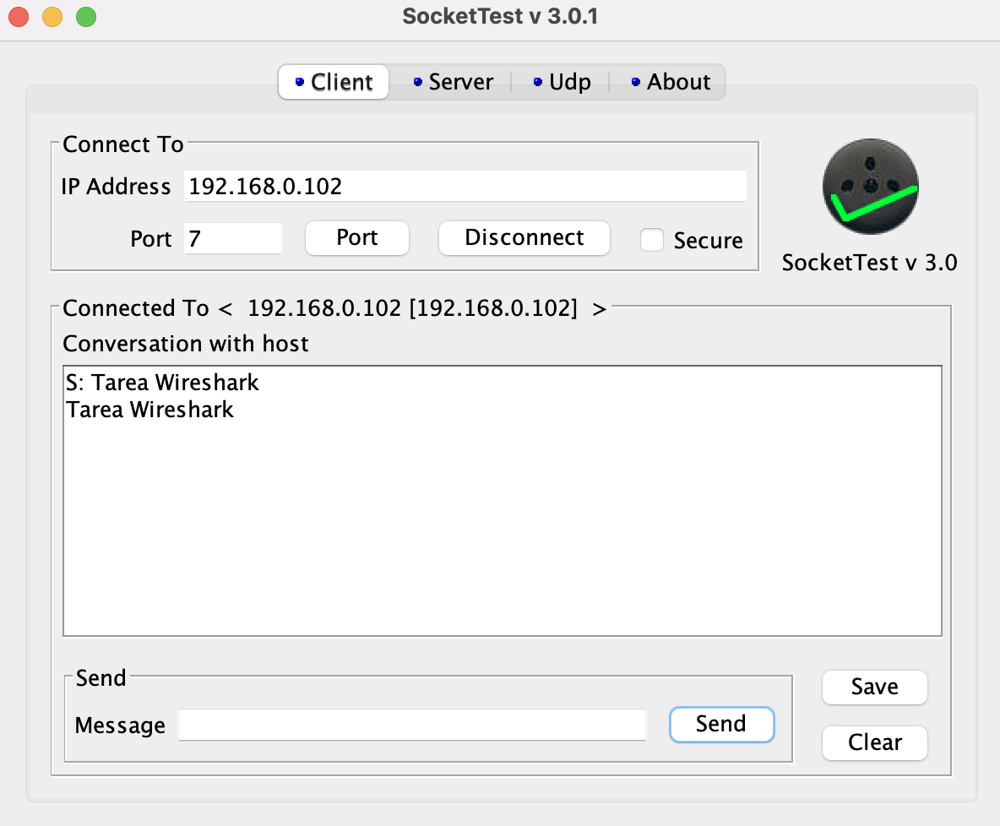 SocketTest v 3.0.1
Client
Server
Udp
About
Connect To
IP Address 192.168.0.102
Port 7 Port Disconnect Secure
SocketTest v 3.0
Connected To < 192.168.0.102 [192.168.0.102] >
Conversation with host
S: Tarea Wireshark
Tarea Wireshark
Send
Message Send
Save
Clear